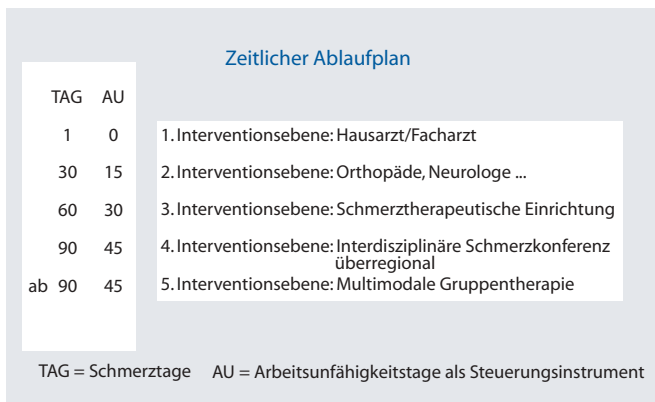 Zeitlicher Ablaufplan
TAG AU
1 0 1. Interventionsebene: Hausarzt/Facharzt
30 15 2. Interventionsebene: Orthopäde, Neurologe ...
60 30 3. Interventionsebene: Schmerztherapeutische Einrichtung
90 45 4. Interventionsebene: Interdisziplinäre Schmerzkonferenz
überregional
ab 90 45 5. Interventionsebene: Multimodale Gruppentherapie
TAG = Schmerztage AU = Arbeitsunfähigkeitstage als Steuerungsinstrument